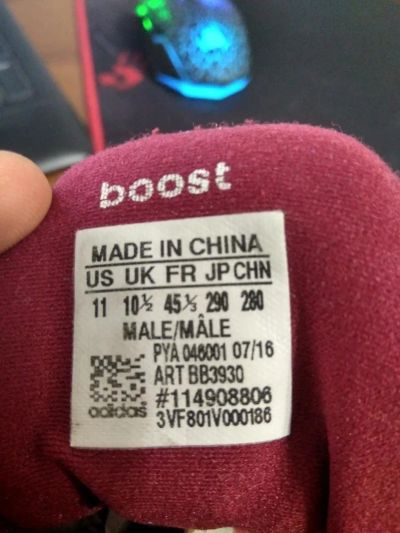 boost
MADE IN CHINA
US UK FR JP CHN
11 10½ 45⅓ 290 280
MALE/MÂLE
PYA 046001 07/16
ART BB3930
#114908806
adidas
3VF801V000186